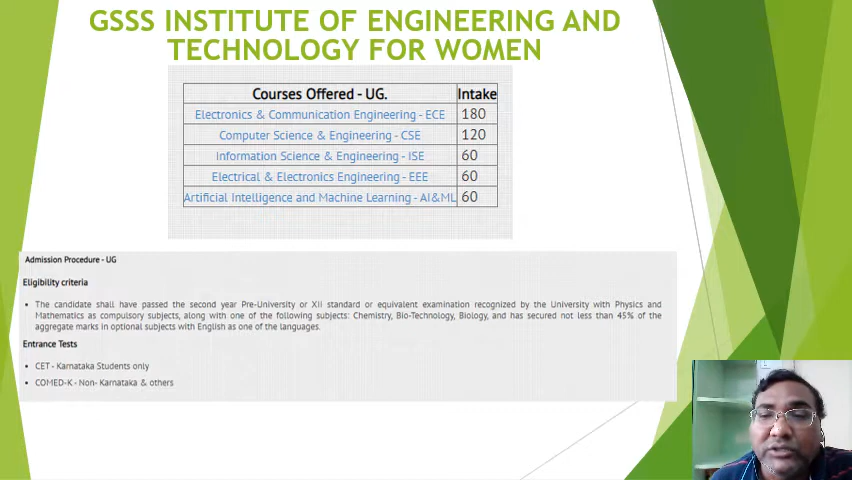 GSSS INSTITUTE OF ENGINEERING AND
TECHNOLOGY FOR WOMEN
Courses Offered - UG. Intake
Electronics & Communication Engineering - ECE 180
Computer Science & Engineering - CSE 120
Information Science & Engineering - ISE 60
Electrical & Electronics Engineering - EEE 60
Artificial Intelligence and Machine Learning - AI&ML 60
Admission Procedure - UG
Eligibility criteria
• The candidate shall have passed the second year Pre-University or XII standard or equivalent examination recognized by the University with Physics and
Mathematics as compulsory subjects, along with one of the following subjects: Chemistry, Bio-Technology, Biology, and has secured not less than 45% of the
aggregate marks in optional subjects with English as one of the languages.
Entrance Tests
• CET - Karnataka Students only
• COMED-K - Non- Karnataka & others